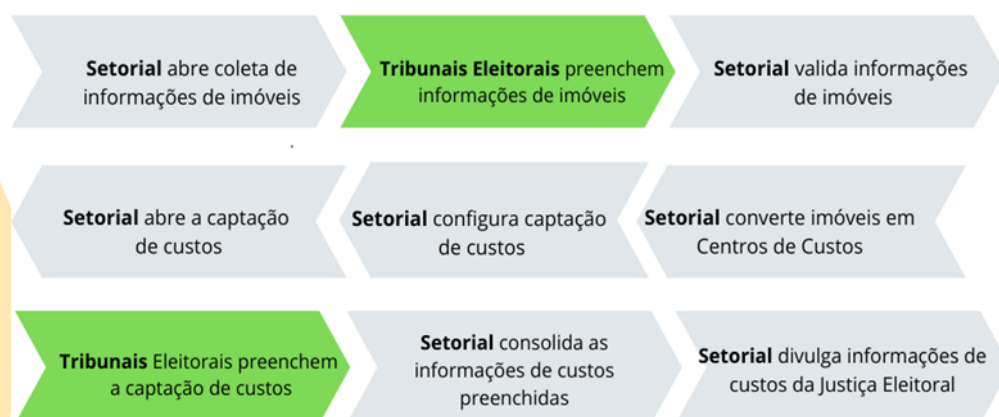 Setorial abre coleta de
informações de imóveis
Tribunais Eleitorais preenchem
informações de imóveis
Setorial valida informações
de imóveis
Setorial abre a captação
de custos
Setorial configura captação
de custos
Setorial converte imóveis em
Centros de Custos
Tribunais Eleitorais preenchem
a captação de custos
Setorial consolida as
informações de custos
preenchidas
Setorial divulga informações de
custos da Justiça Eleitoral